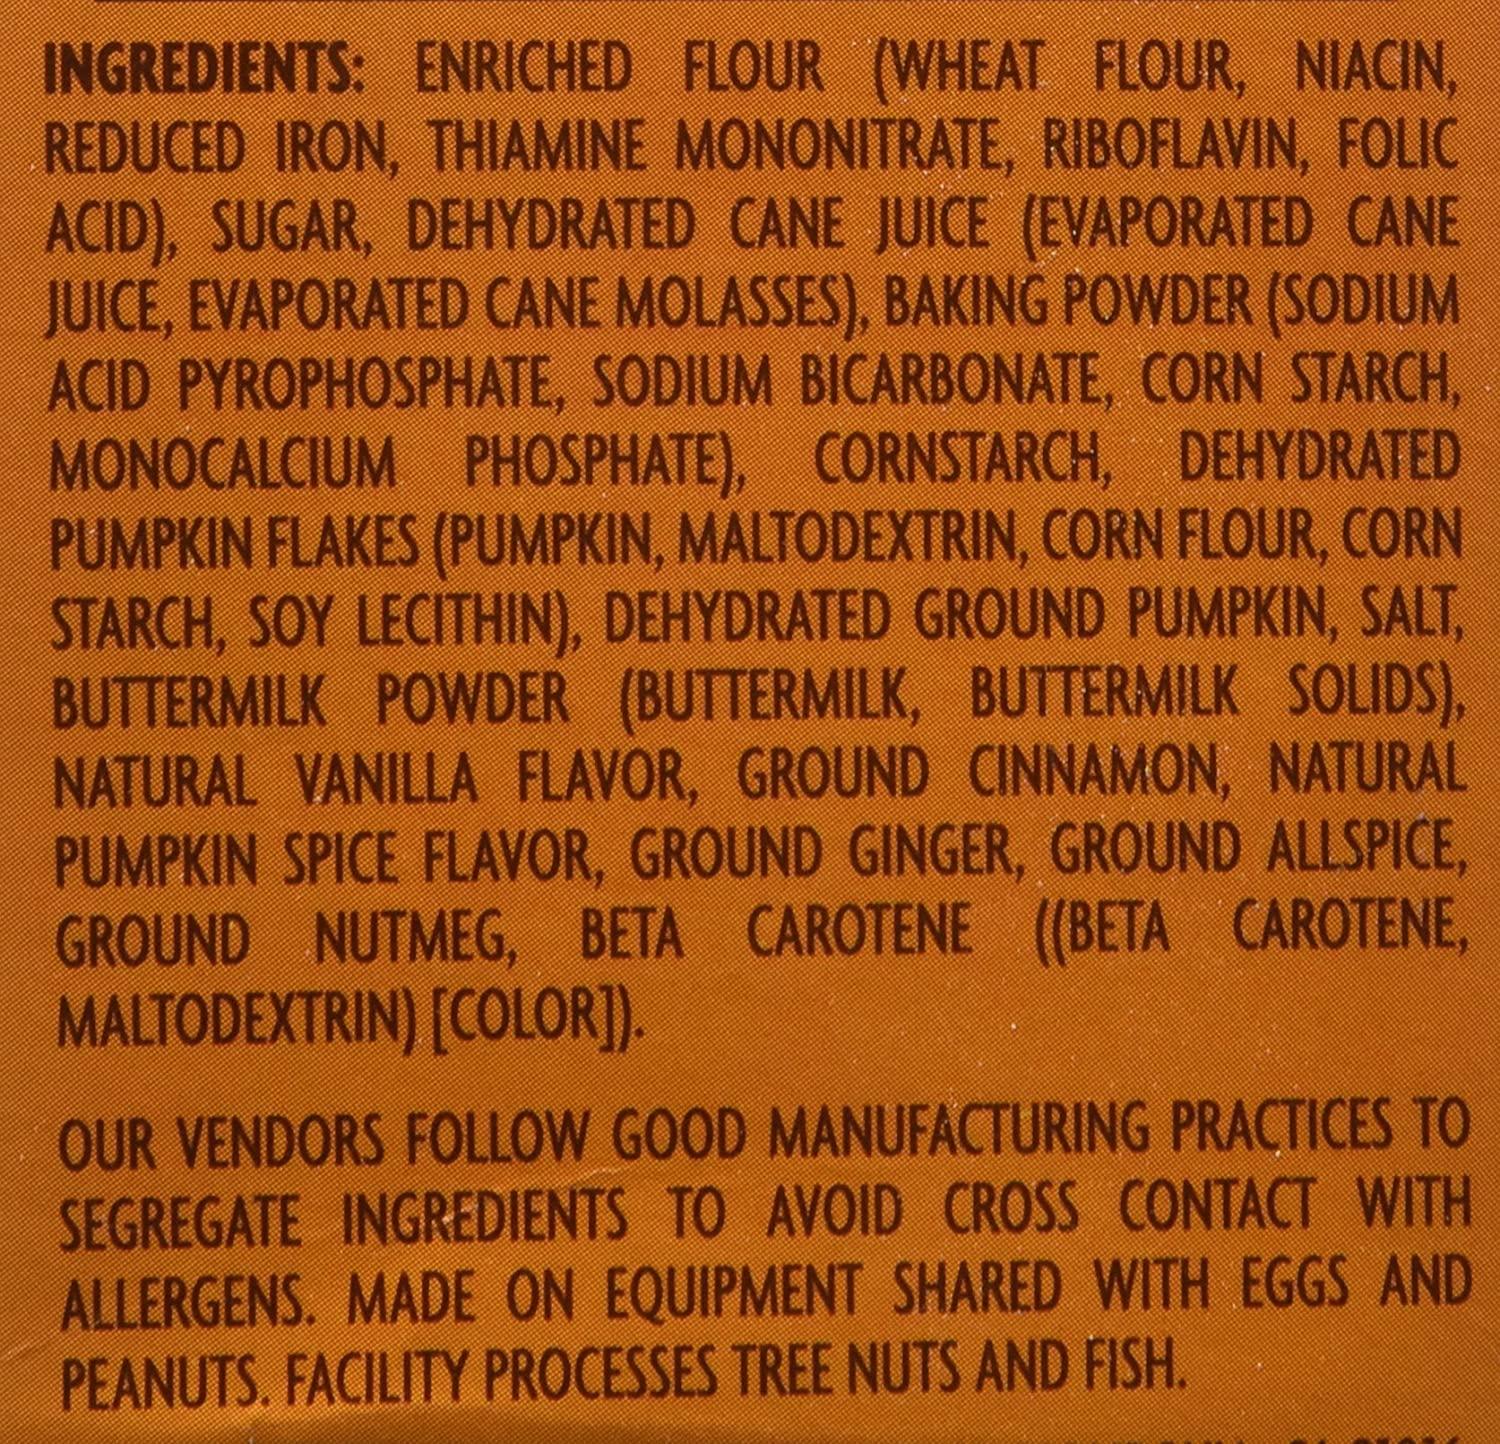 INGREDIENTS: ENRICHED FLOUR (WHEAT FLOUR, NIACIN,
REDUCED IRON, THIAMINE MONONITRATE, RIBOFLAVIN, FOLIC
ACID), SUGAR, DEHYDRATED CANE JUICE (EVAPORATED CANE
JUICE, EVAPORATED CANE MOLASSES), BAKING POWDER (SODIUM
ACID PYROPHOSPHATE, SODIUM BICARBONATE, CORN STARCH,
MONOCALCIUM PHOSPHATE), CORNSTARCH, DEHYDRATED
PUMPKIN FLAKES (PUMPKIN, MALTODEXTRIN, CORN FLOUR, CORN
STARCH, SOY LECITHIN), DEHYDRATED GROUND PUMPKIN, SALT,
BUTTERMILK POWDER (BUTTERMILK, BUTTERMILK SOLIDS),
NATURAL VANILLA FLAVOR, GROUND CINNAMON, NATURAL
PUMPKIN SPICE FLAVOR, GROUND GINGER, GROUND ALLSPICE,
GROUND NUTMEG, BETA CAROTENE ((BETA CAROTENE,
MALTODEXTRIN) [COLOR]).
OUR VENDORS FOLLOW GOOD MANUFACTURING PRACTICES TO
SEGREGATE INGREDIENTS TO AVOID CROSS CONTACT WITH
ALLERGENS. MADE ON EQUIPMENT SHARED WITH EGGS AND
PEANUTS. FACILITY PROCESSES TREE NUTS AND FISH.